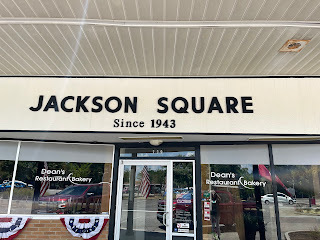 JACKSON SQUARE
Since 1943
Dean's
Restaurant & Bakery
Dean's
Restaurant & Bakery